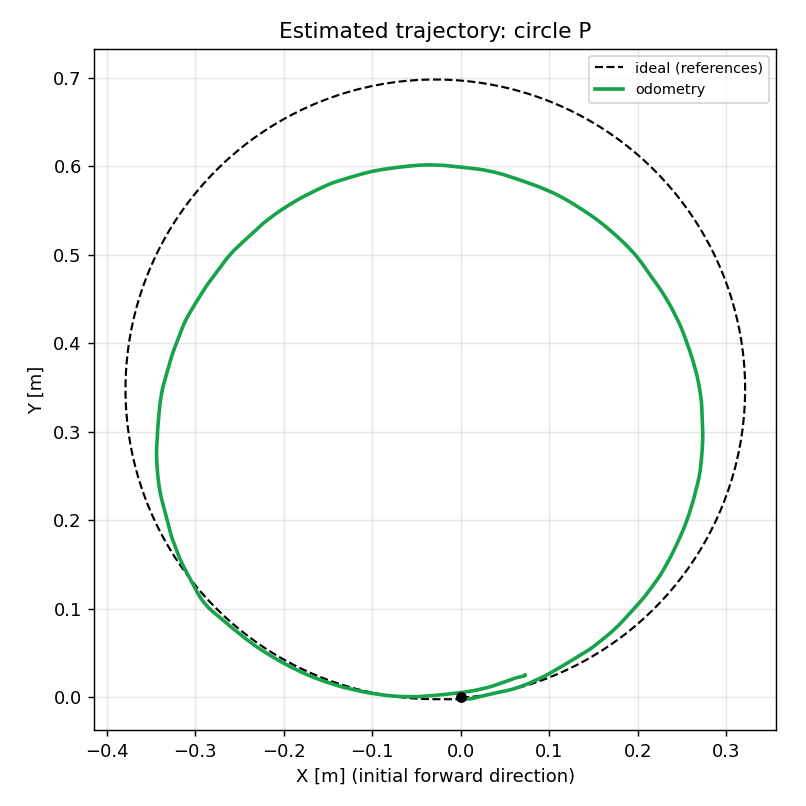 Estimated trajectory: circle P
ideal (references)
odometry
Y [m]
0.7
0.6
0.5
0.4
0.3
0.2
0.1
0.0
−0.4 −0.3 −0.2 −0.1 0.0 0.1 0.2 0.3
X [m] (initial forward direction)